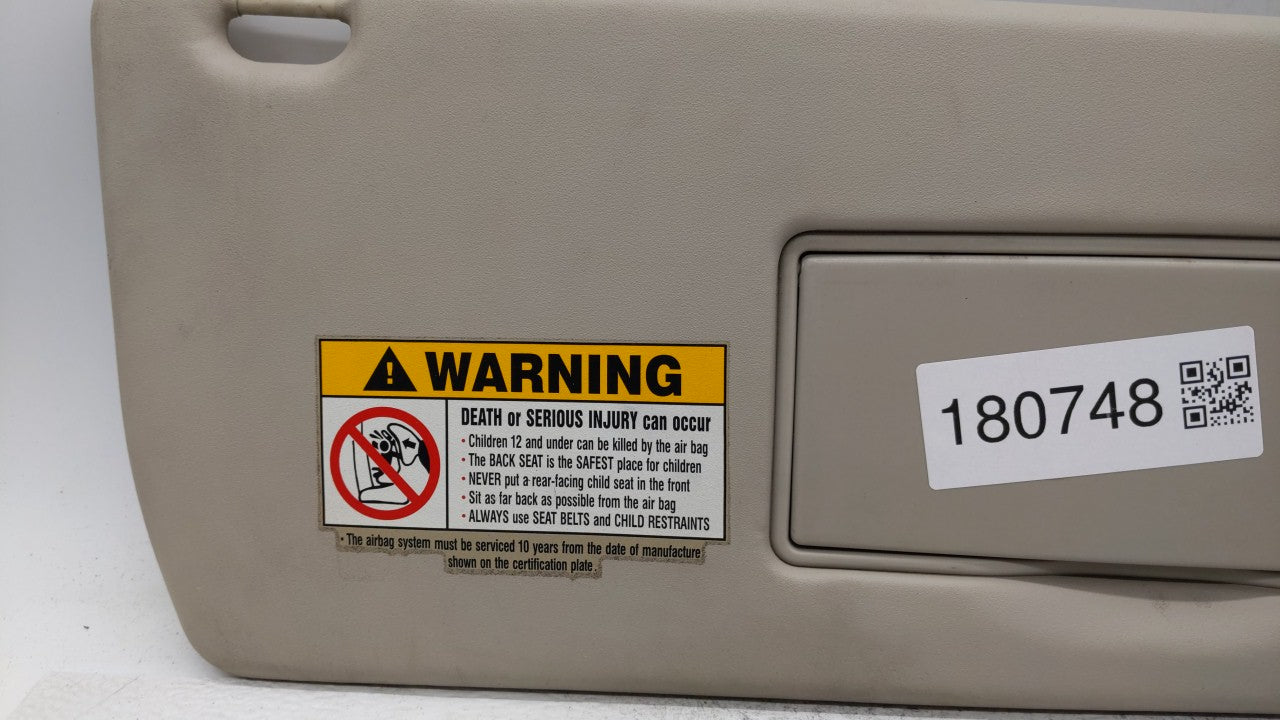 WARNING
DEATH or SERIOUS INJURY can occur
• Children 12 and under can be killed by the air bag
• The BACK SEAT is the SAFEST place for children
• NEVER put a rear-facing child seat in the front
• Sit as far back as possible from the air bag
• ALWAYS use SEAT BELTS and CHILD RESTRAINTS
• The airbag system must be serviced 10 years from the date of manufacture
shown on the certification plate.
180748